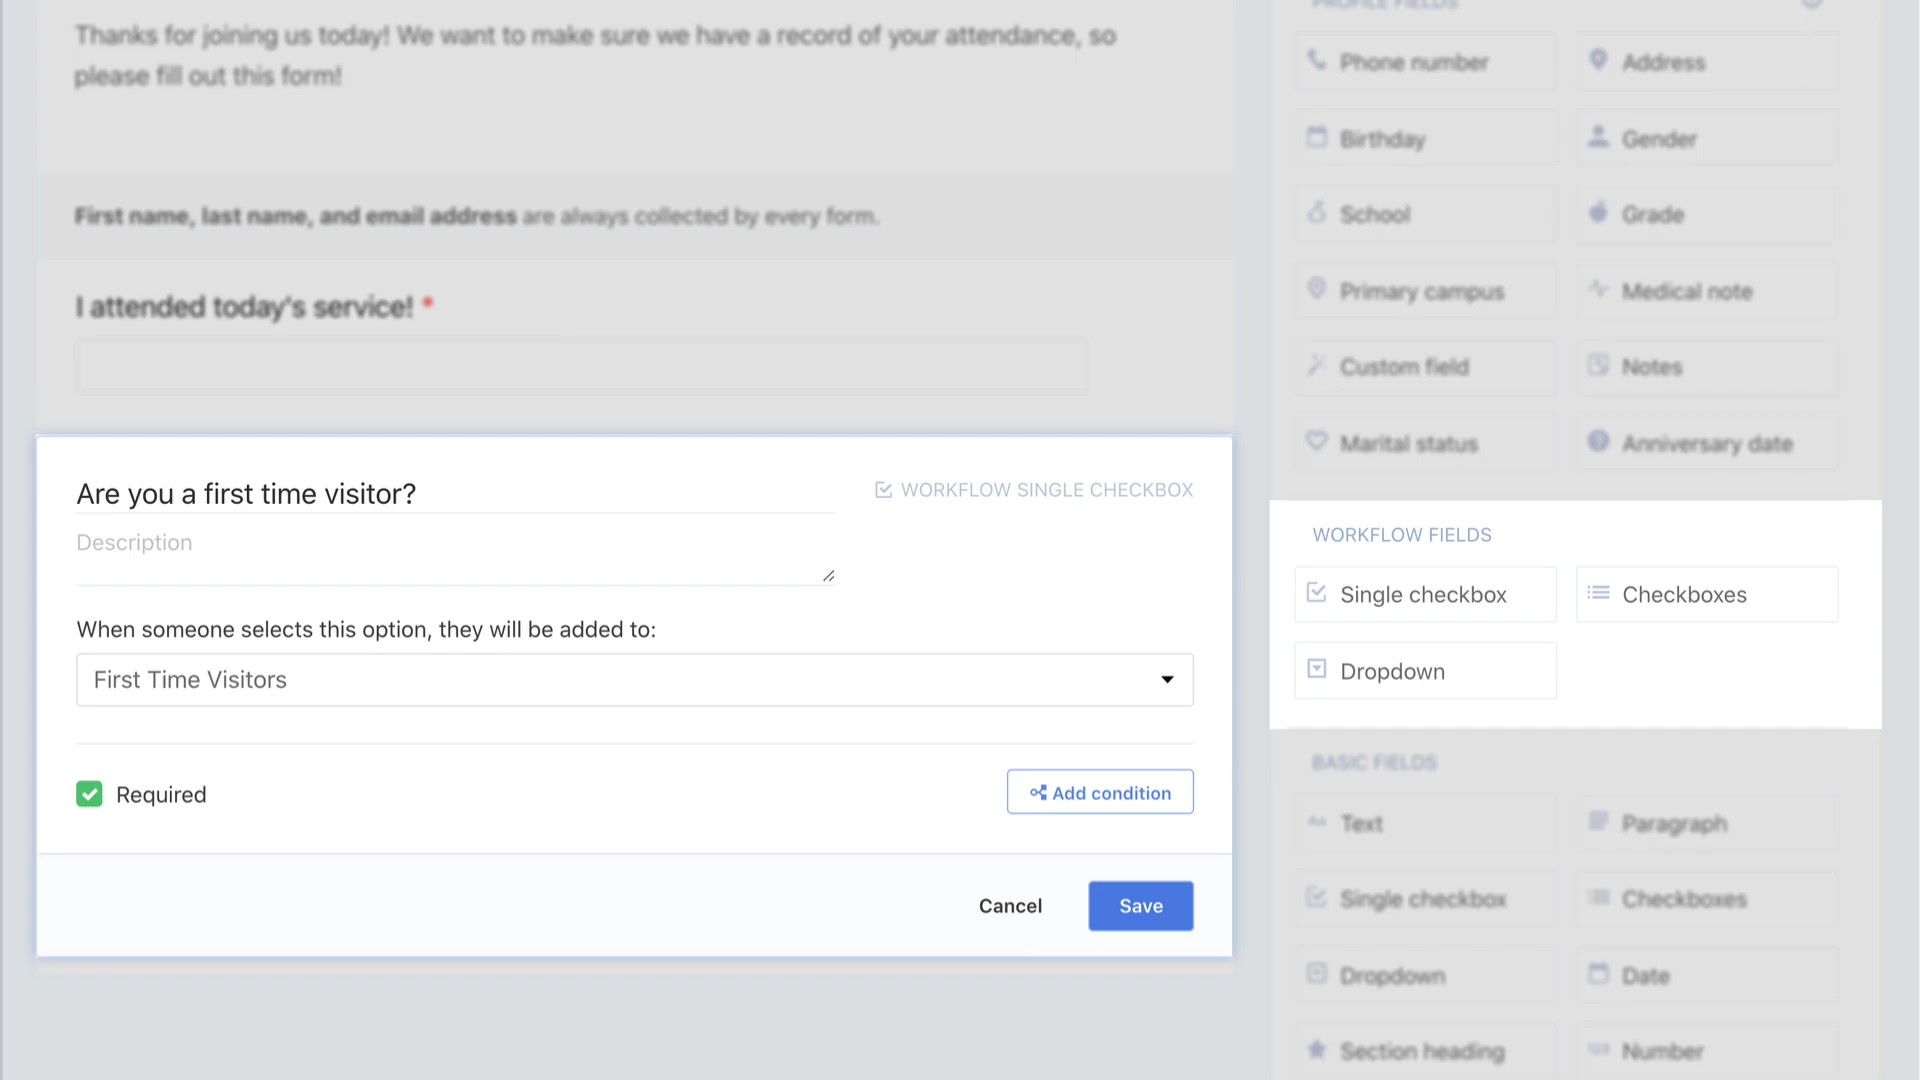 Thanks for joining us today! We want to make sure we have a record of your attendance, so
please fill out this form!
First name, last name, and email address are always collected by every form.
I attended today's service! *
Are you a first time visitor?
WORKFLOW SINGLE CHECKBOX
Description
When someone selects this option, they will be added to:
First Time Visitors
Required
Add condition
Cancel
Save
PROFILE FIELDS
Phone number
Address
Birthday
Gender
School
Grade
Primary campus
Medical note
Custom field
Notes
Marital status
Anniversary date
WORKFLOW FIELDS
Single checkbox
Checkboxes
Dropdown
BASIC FIELDS
Aa Text
Paragraph
Single checkbox
Checkboxes
Dropdown
Date
Section heading
123 Number